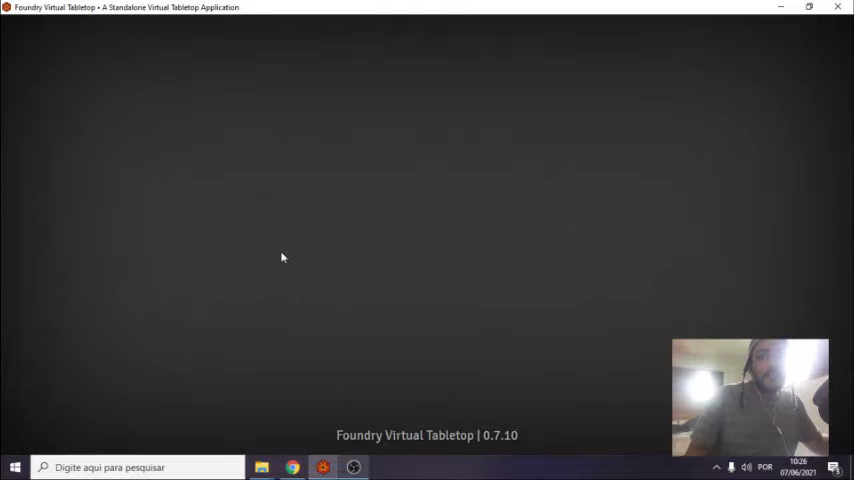 Foundry Virtual Tabletop • A Standalone Virtual Tabletop Application
Foundry Virtual Tabletop | 0.7.10
Digite aqui para pesquisar
POR
10:26
07/06/2021
3